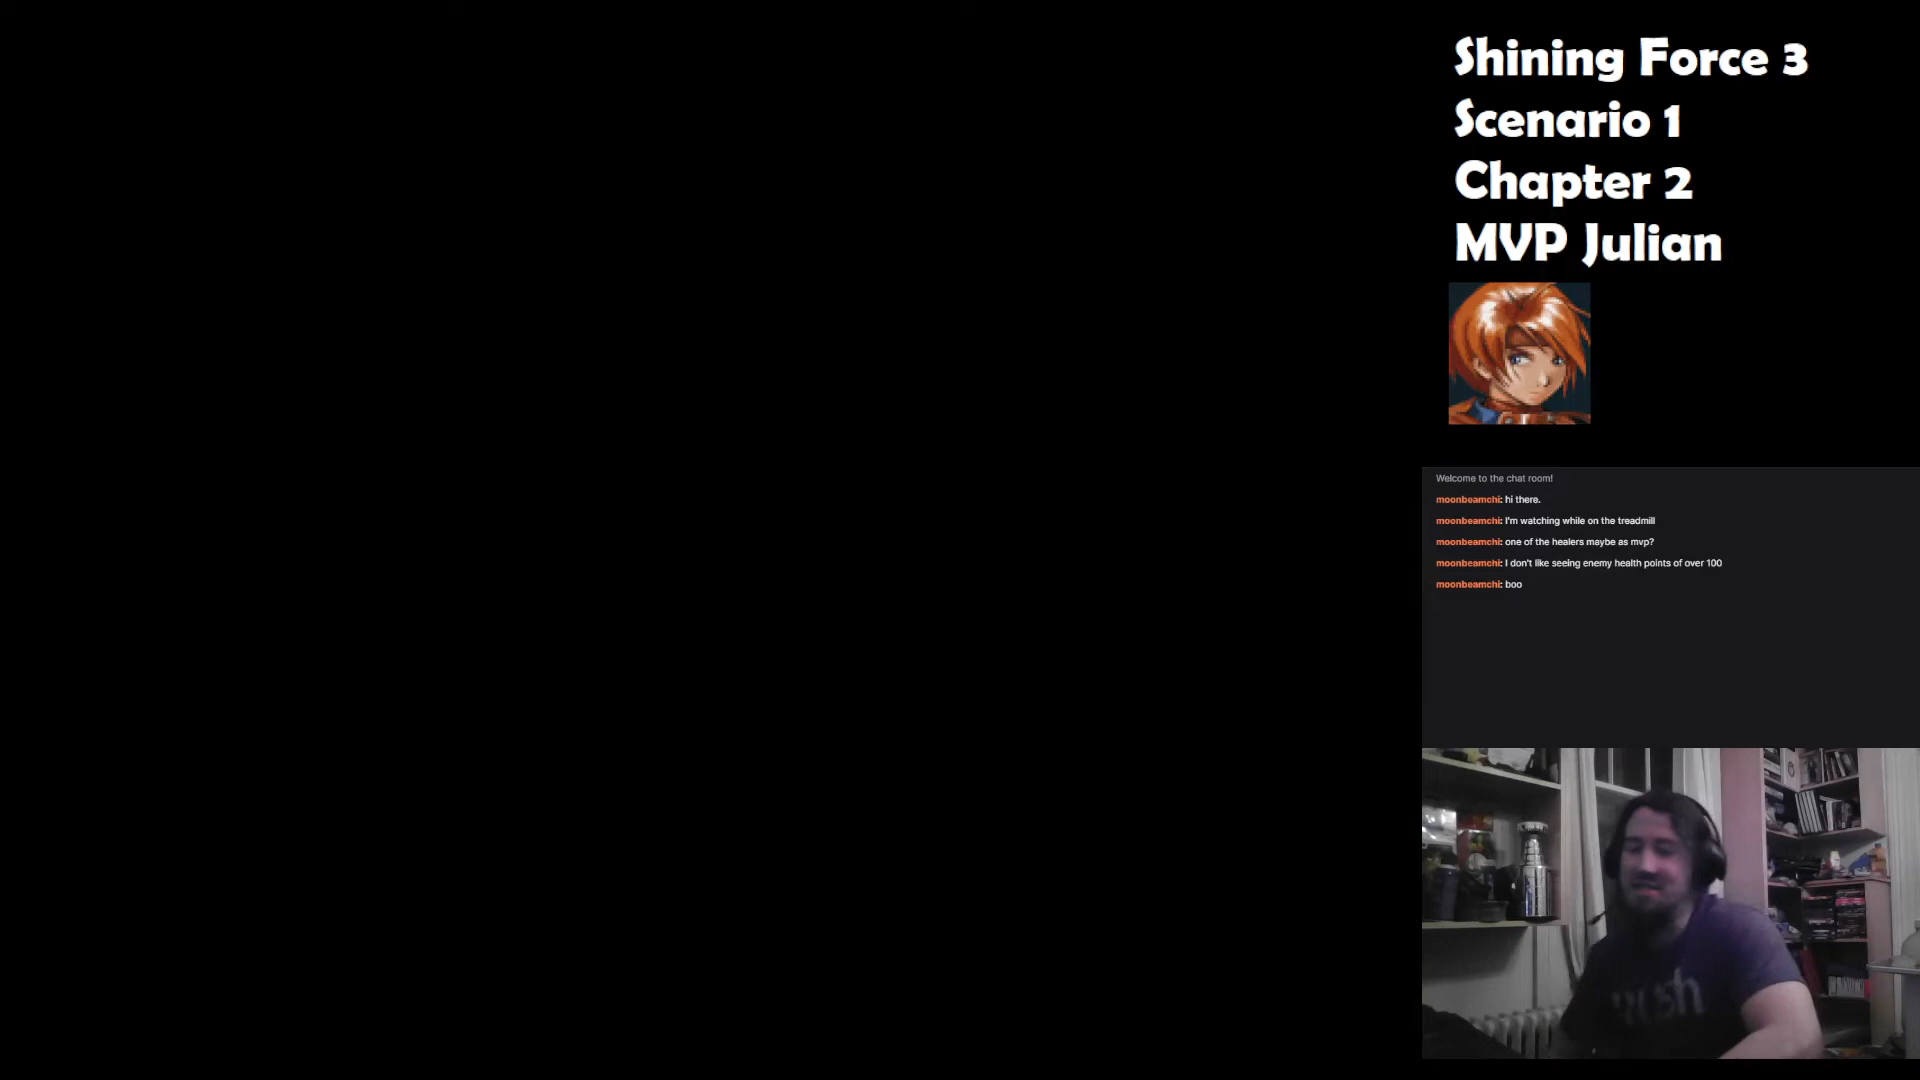 Shining Force 3
Scenario 1
Chapter 2
MVP Julian
Welcome to the chat room!
moonbeamchi: hi there.
moonbeamchi: I'm watching while on the treadmill
moonbeamchi: one of the healers maybe as mvp?
moonbeamchi: I don't like seeing enemy health points of over 100
moonbeamchi: boo